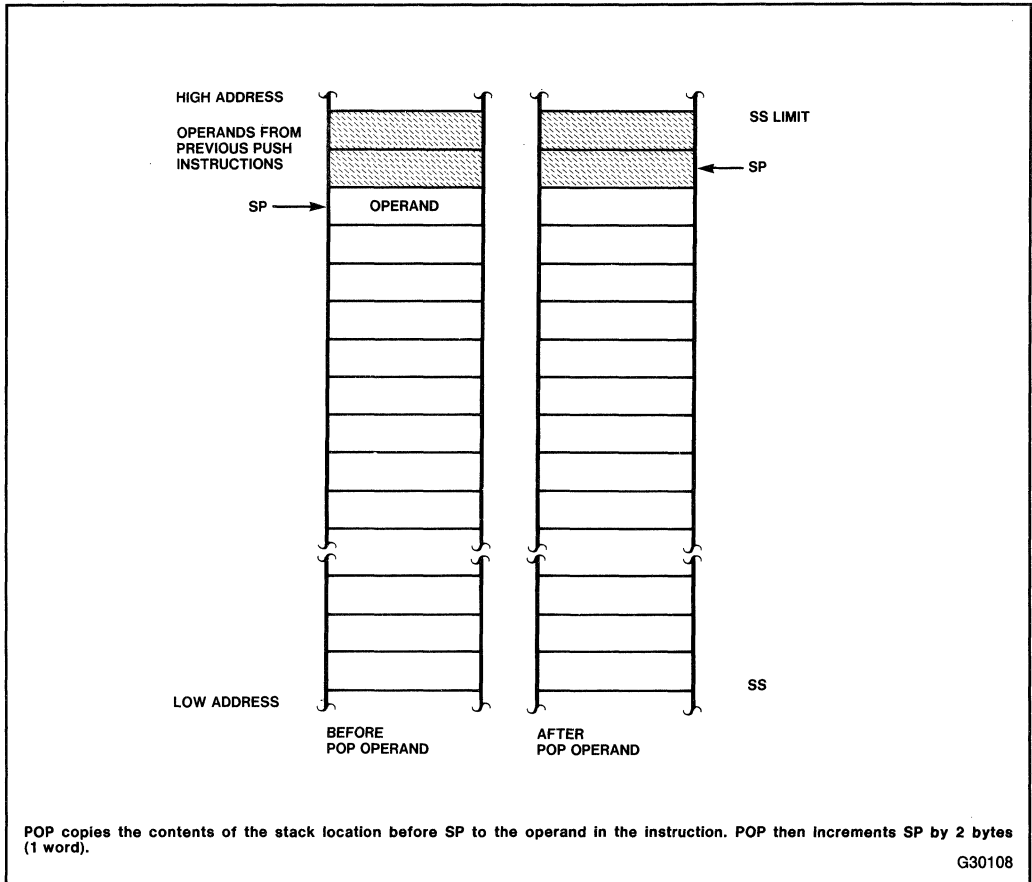 HIGH ADDRESS
OPERANDS FROM
PREVIOUS PUSH
INSTRUCTIONS
SP
OPERAND
SS LIMIT
SP
LOW ADDRESS
SS
BEFORE
POP OPERAND
AFTER
POP OPERAND
POP copies the contents of the stack location before SP to the operand in the instruction. POP then increments SP by 2 bytes
(1 word).
G30108